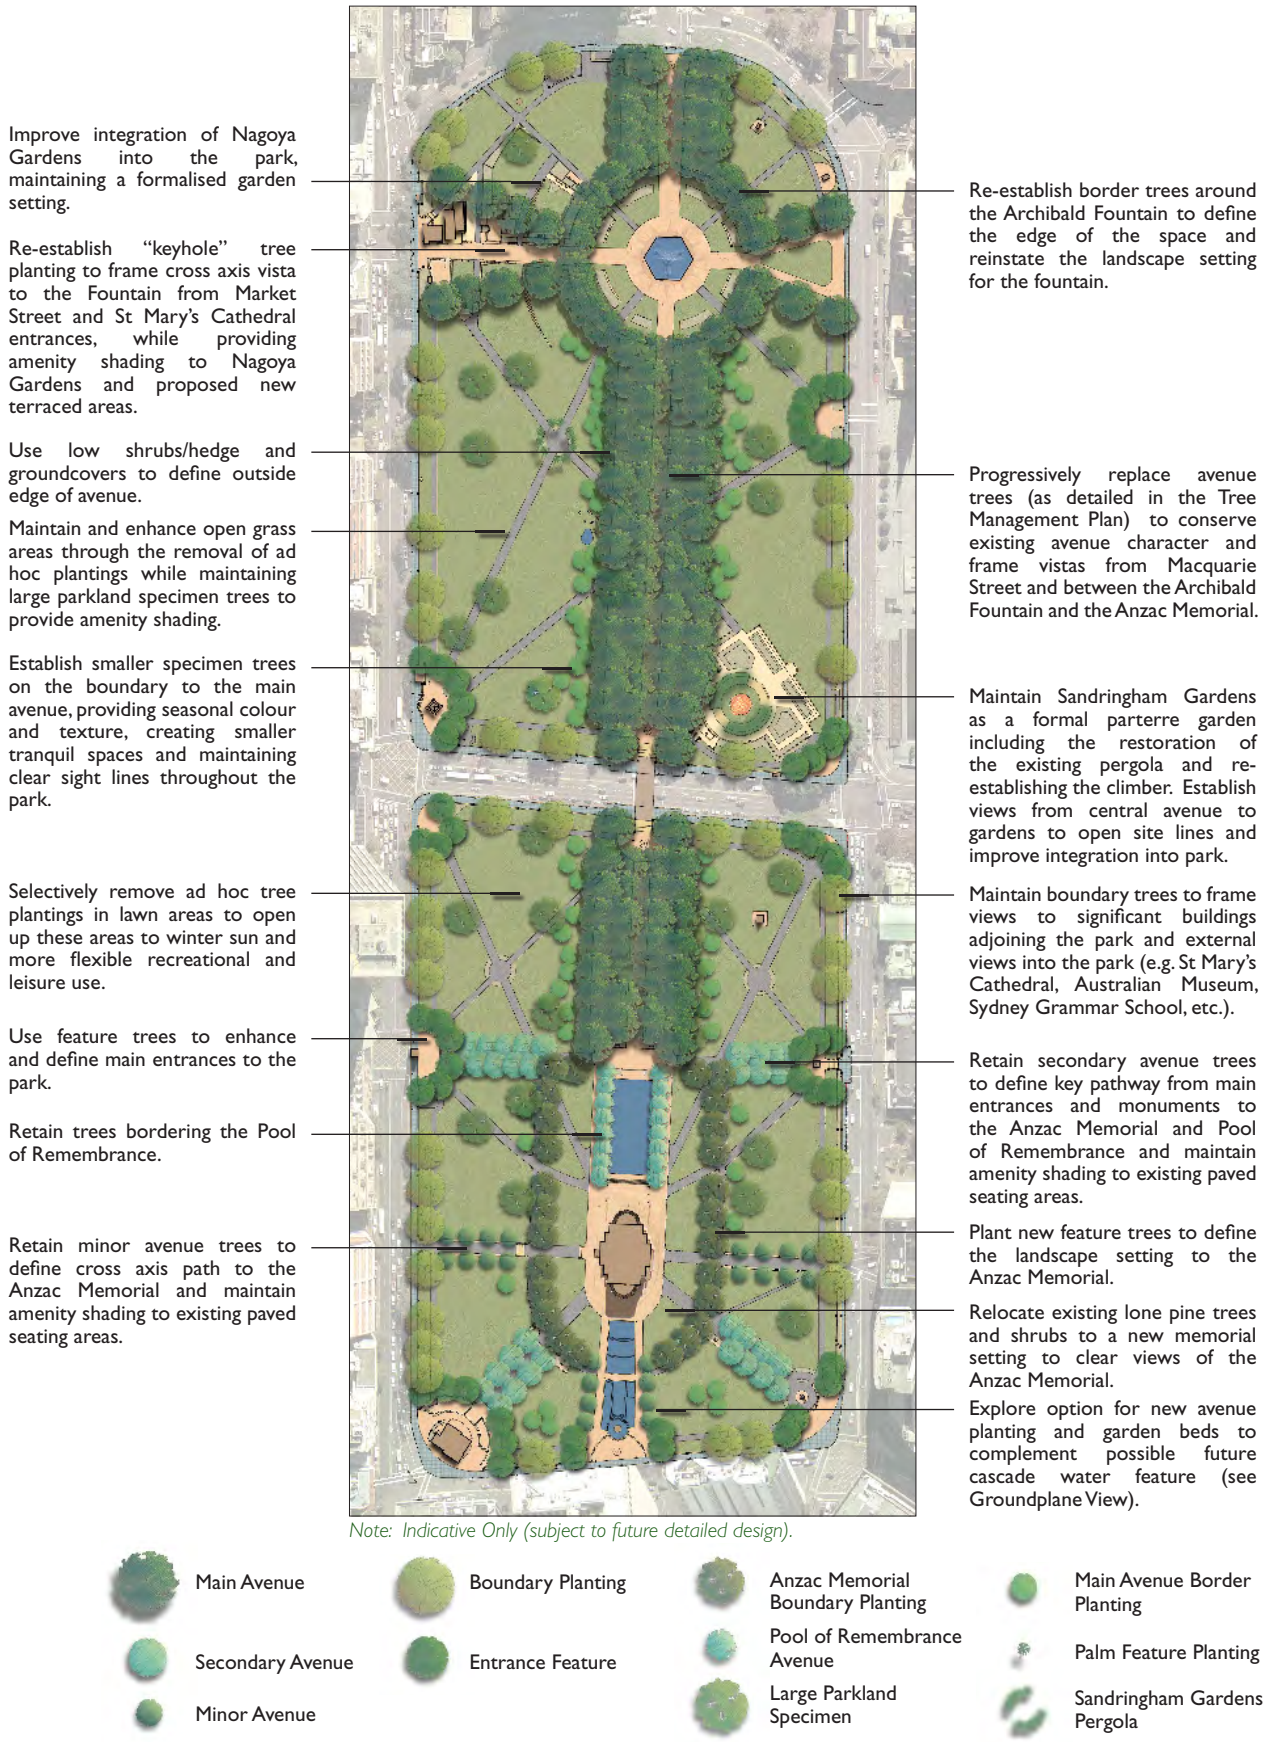 Improve integration of Nagoya
Gardens into the park,
maintaining a formalised garden
setting.
Re-establish “keyhole” tree
planting to frame cross axis vista
to the Fountain from Market
Street and St Mary’s Cathedral
entrances, while providing
amenity shading to Nagoya
Gardens and proposed new
terraced areas.
Use low shrubs/hedge and
groundcovers to define outside
edge of avenue.
Maintain and enhance open grass
areas through the removal of ad
hoc plantings while maintaining
large parkland specimen trees to
provide amenity shading.
Establish smaller specimen trees
on the boundary to the main
avenue, providing seasonal colour
and texture, creating smaller
tranquil spaces and maintaining
clear sight lines throughout the
park.
Selectively remove ad hoc tree
plantings in lawn areas to open
up these areas to winter sun and
more flexible recreational and
leisure use.
Use feature trees to enhance
and define main entrances to the
park.
Retain trees bordering the Pool
of Remembrance.
Retain minor avenue trees to
define cross axis path to the
Anzac Memorial and maintain
amenity shading to existing paved
seating areas.
Re-establish border trees around
the Archibald Fountain to define
the edge of the space and
reinstate the landscape setting
for the fountain.
Progressively replace avenue
trees (as detailed in the Tree
Management Plan) to conserve
existing avenue character and
frame vistas from Macquarie
Street and between the Archibald
Fountain and the Anzac Memorial.
Maintain Sandringham Gardens
as a formal parterre garden
including the restoration of
the existing pergola and re-
establishing the climber. Establish
views from central avenue to
gardens to open site lines and
improve integration into park.
Maintain boundary trees to frame
views to significant buildings
adjoining the park and external
views into the park (e.g. St Mary’s
Cathedral, Australian Museum,
Sydney Grammar School, etc.).
Retain secondary avenue trees
to define key pathway from main
entrances and monuments to
the Anzac Memorial and Pool
of Remembrance and maintain
amenity shading to existing paved
seating areas.
Plant new feature trees to define
the landscape setting to the
Anzac Memorial.
Relocate existing lone pine trees
and shrubs to a new memorial
setting to clear views of the
Anzac Memorial.
Explore option for new avenue
planting and garden beds to
complement possible future
cascade water feature (see
Groundplane View).
Note: Indicative Only (subject to future detailed design).
Main Avenue
Secondary Avenue
Minor Avenue
Boundary Planting
Entrance Feature
Anzac Memorial
Boundary Planting
Pool of Remembrance
Avenue
Large Parkland
Specimen
Main Avenue Border
Planting
Palm Feature Planting
Sandringham Gardens
Pergola